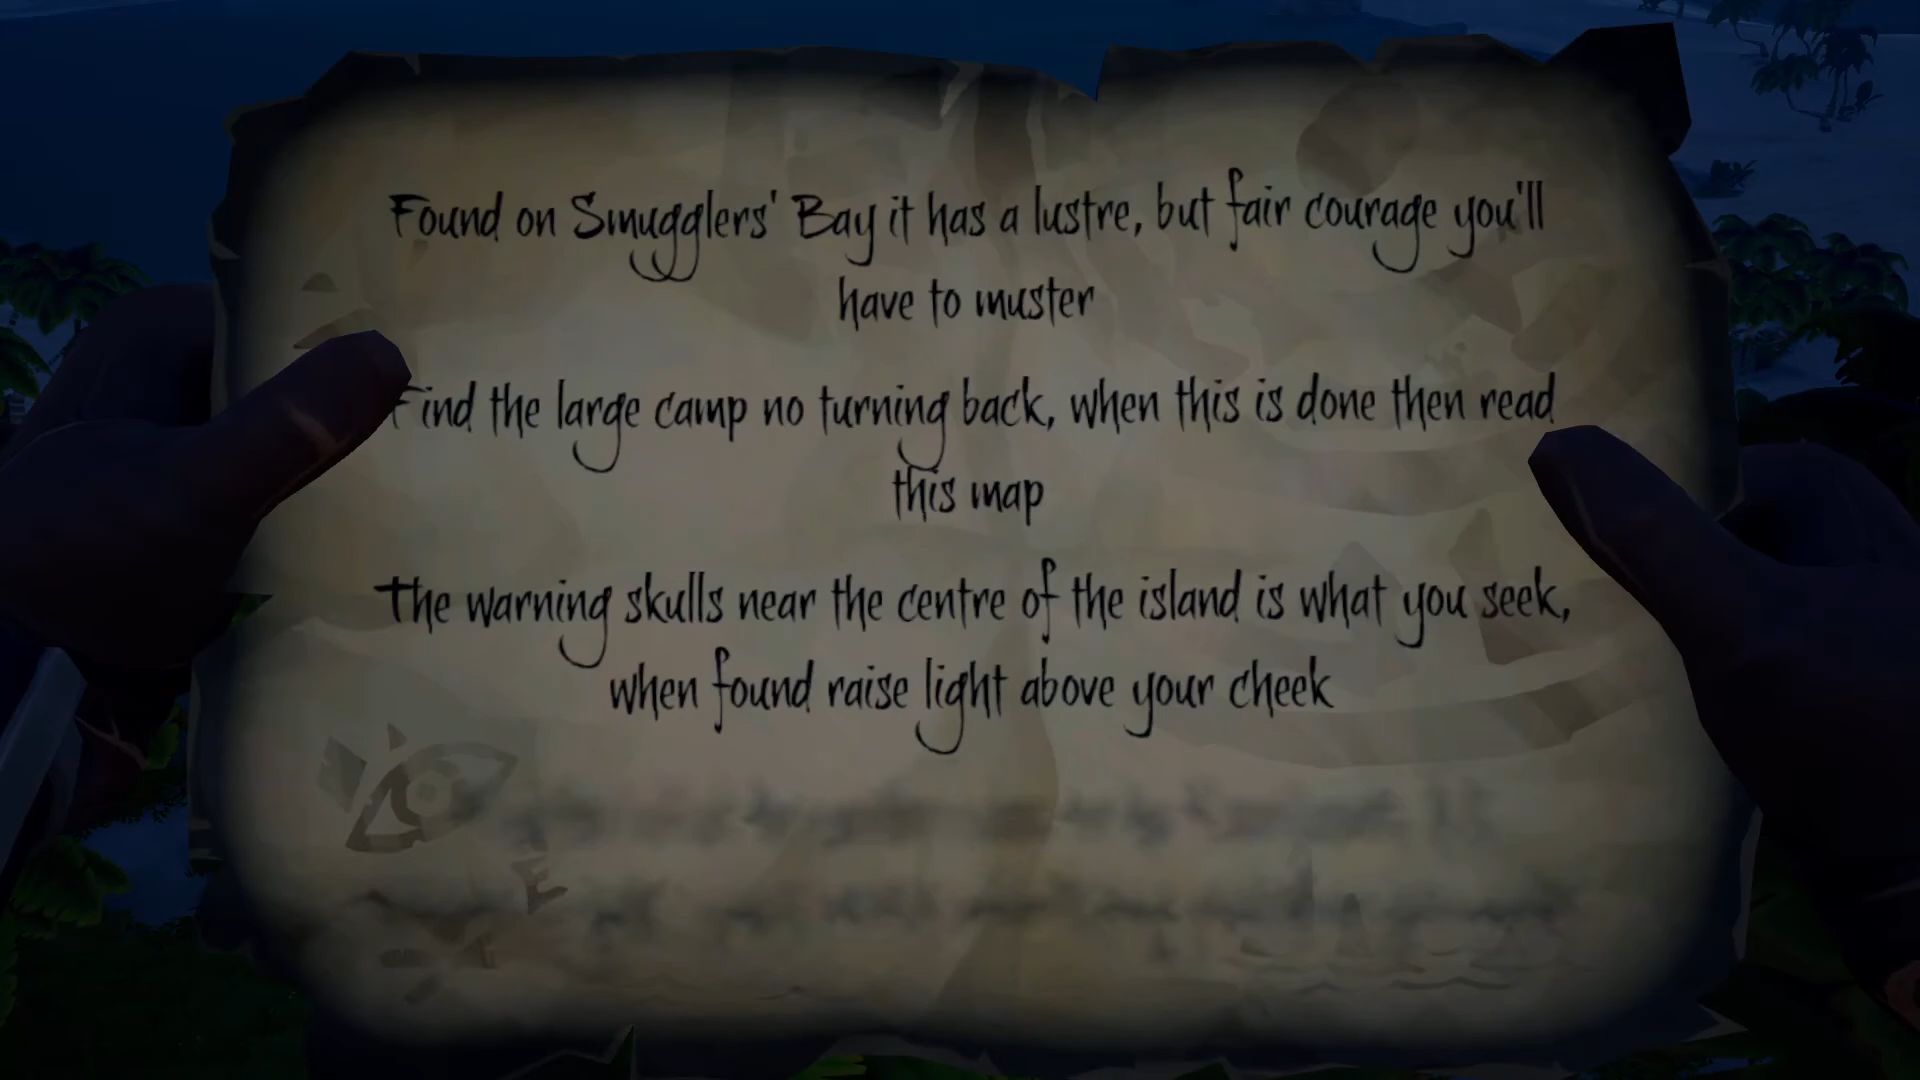 Found on Smugglers' Bay it has a lustre, but fair courage you'll
have to muster
Find the large camp no turning back, when this is done then read
this map
The warning skulls near the centre of the island is what you seek,
when found raise light above your cheek